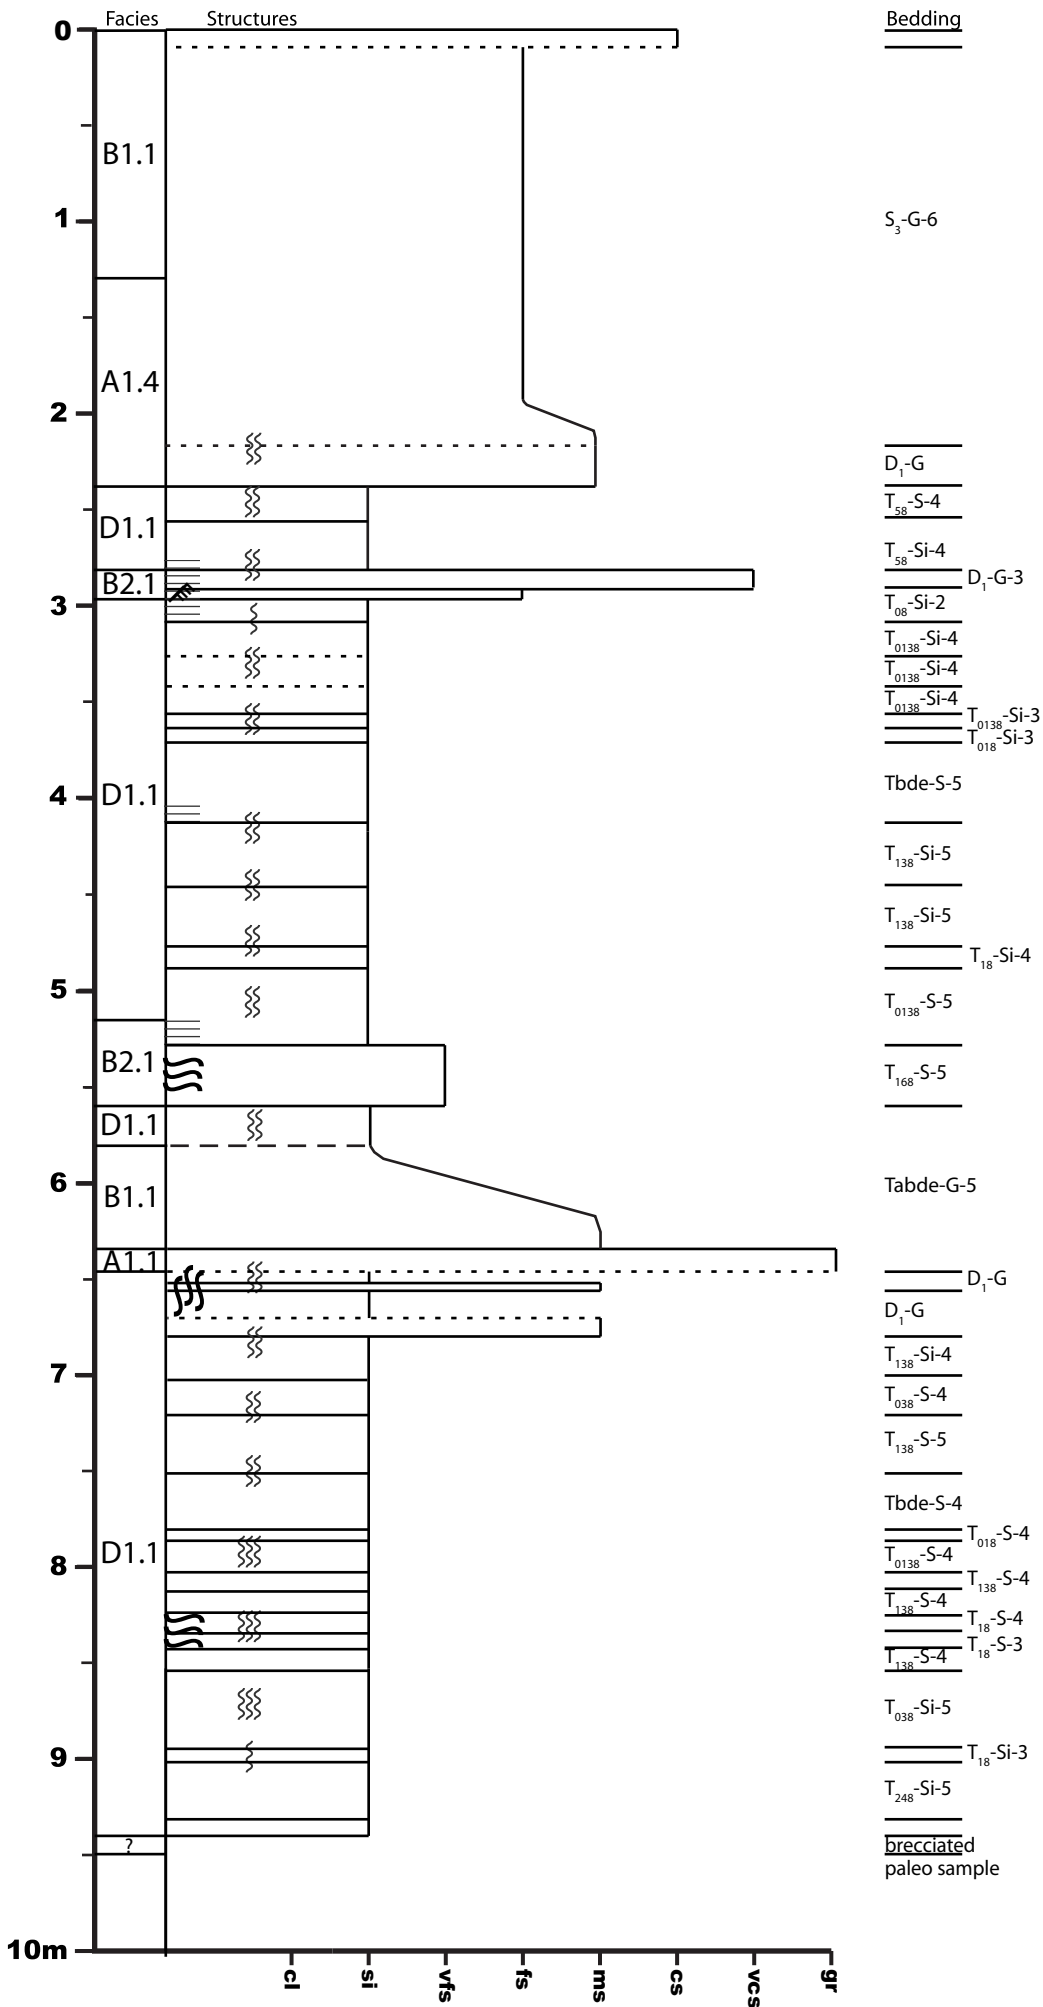 Facies Structures Bedding
0
B1.1
1
S3-G-6
A1.4
2
D1-G
T58-S-4
D1.1
T58-Si-4
B2.1
D1-G-3
3
T08-Si-2
T0138-Si-4
T0138-Si-4
T0138-Si-4
T0138-Si-3
T018-Si-3
Tbde-S-5
4
D1.1
T138-Si-5
T138-Si-5
T18-Si-4
5
T0138-S-5
B2.1
T168-S-5
D1.1
6
B1.1
Tabde-G-5
A1.1
D1-G
D1-G
T138-Si-4
7
T038-S-4
T138-S-5
Tbde-S-4
T018-S-4
D1.1
T0138-S-4
8
T138-S-4
T138-S-4
T18-S-4
T18-S-3
T138-S-4
T038-Si-5
9
T18-Si-3
T248-Si-5
?
brecciated
paleo sample
10m
cl si vfs fs ms cs vcs gr